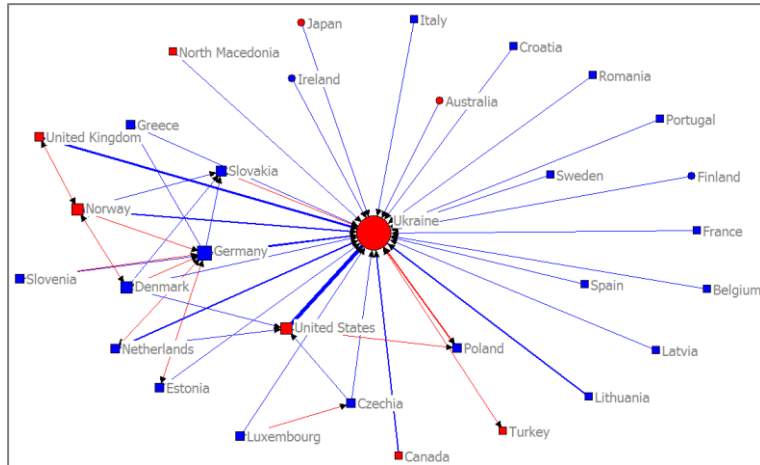 Japan
Italy
North Macedonia
Croatia
Ireland
Romania
Australia
Greece
Portugal
United Kingdom
Slovakia
Sweden
Finland
Norway
Ukraine
France
Germany
Slovenia
Denmark
Spain
Belgium
United States
Netherlands
Poland
Latvia
Estonia
Lithuania
Czechia
Luxembourg
Turkey
Canada